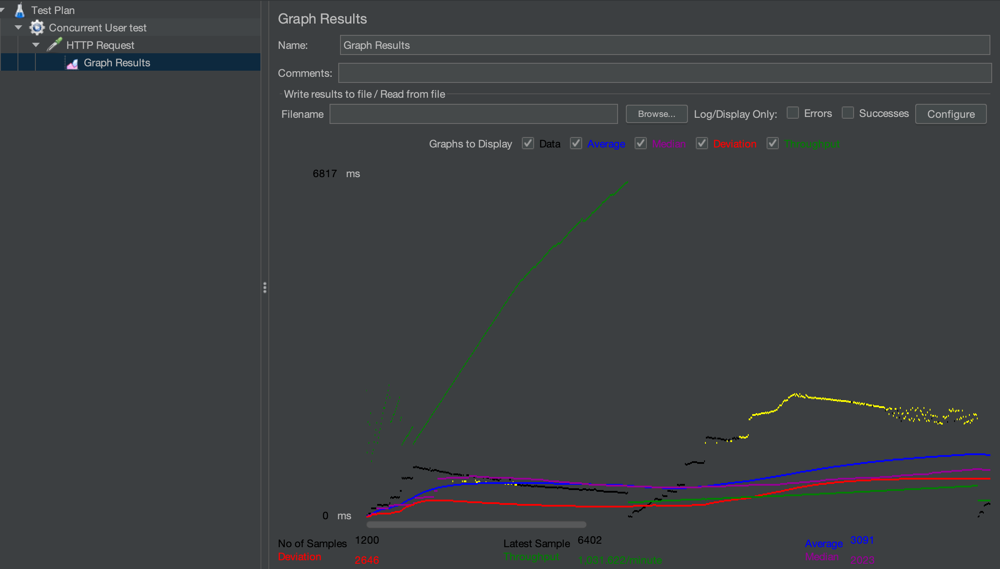 Test Plan
Concurrent User test
HTTP Request
Graph Results
Graph Results
Name: Graph Results
Comments:
Write results to file / Read from file
Filename Browse... Log/Display Only: Errors Successes Configure
Graphs to Display Data Average Median Deviation Throughput
6817 ms
0 ms
No of Samples 1200 Latest Sample 6402 Average 3091
Deviation 2646 Throughput 1,031.622/minute Median 2023